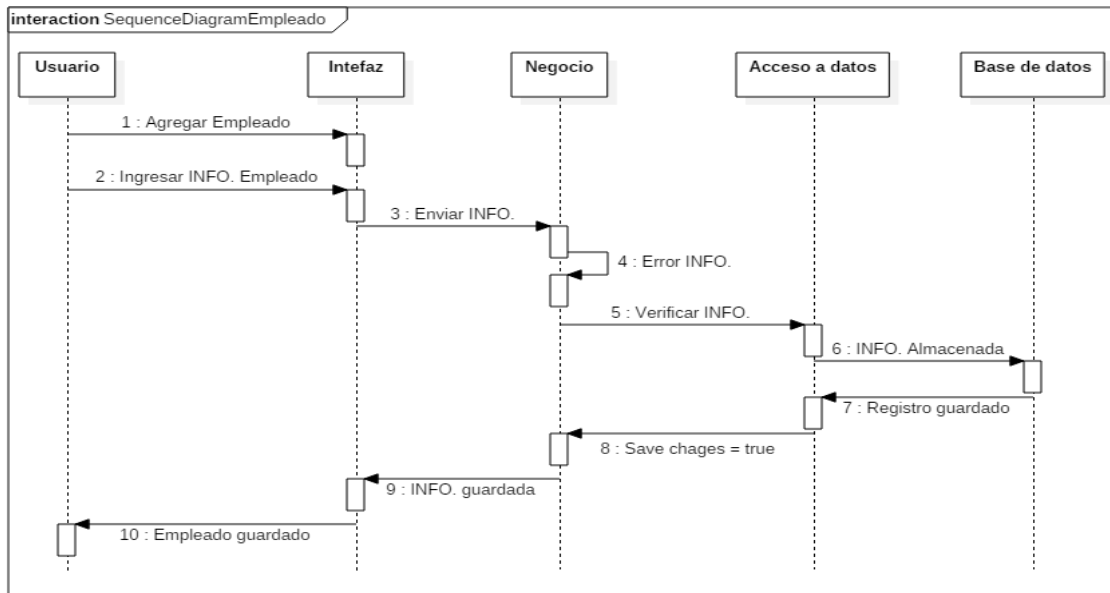 interaction SequenceDiagramEmpleado
Usuario
Intefaz
Negocio
Acceso a datos
Base de datos
1 : Agregar Empleado
2 : Ingresar INFO. Empleado
3 : Enviar INFO.
4 : Error INFO.
5 : Verificar INFO.
6 : INFO. Almacenada
7 : Registro guardado
8 : Save chages = true
9 : INFO. guardada
10 : Empleado guardado